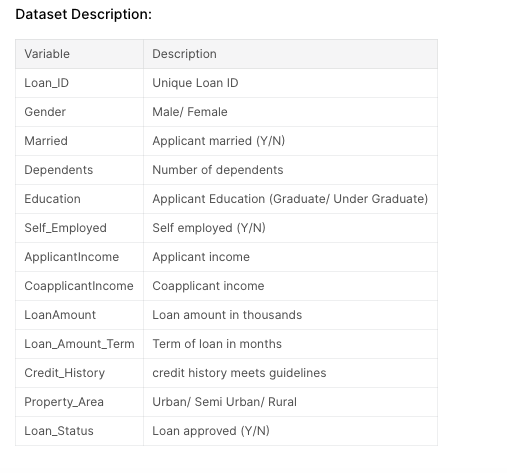 Dataset Description:
Variable Description
Loan_ID Unique Loan ID
Gender Male/ Female
Married Applicant married (Y/N)
Dependents Number of dependents
Education Applicant Education (Graduate/ Under Graduate)
Self_Employed Self employed (Y/N)
ApplicantIncome Applicant income
CoapplicantIncome Coapplicant income
LoanAmount Loan amount in thousands
Loan_Amount_Term Term of loan in months
Credit_History credit history meets guidelines
Property_Area Urban/ Semi Urban/ Rural
Loan_Status Loan approved (Y/N)